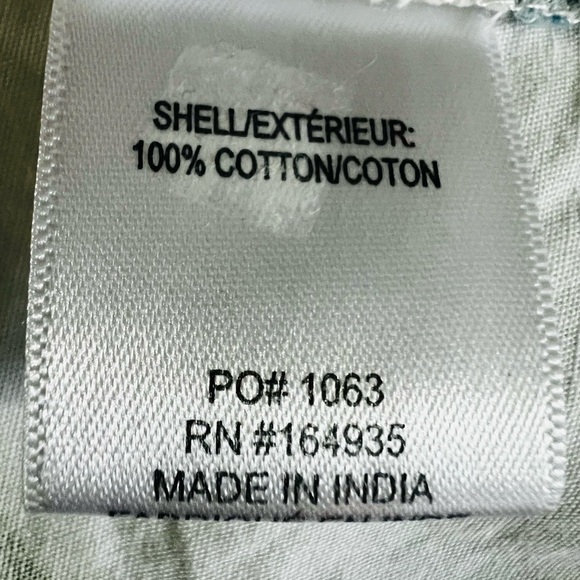 SHELL/EXTÉRIEUR:
100% COTTON/COTON
PO# 1063
RN #164935
MADE IN INDIA